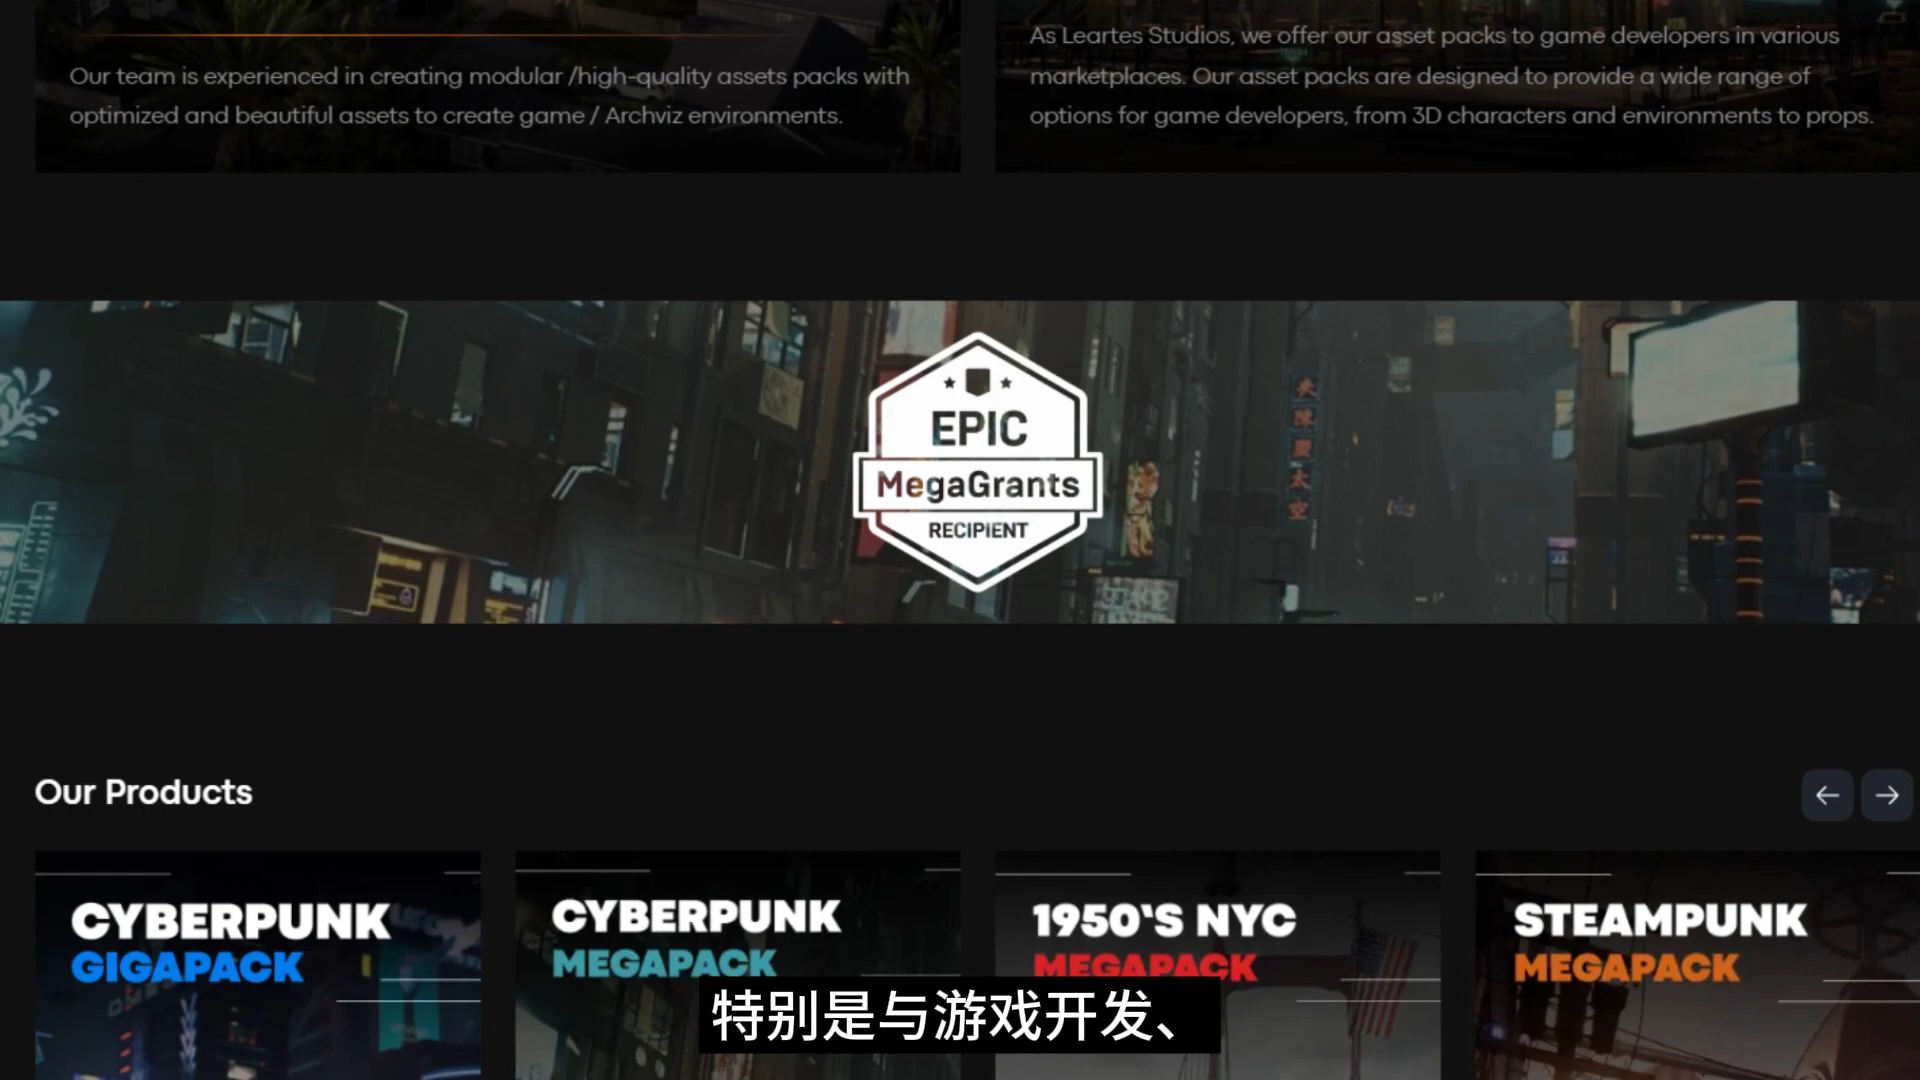 Our team is experienced in creating modular /high-quality assets packs with
optimized and beautiful assets to create game / Archviz environments.
As Leartes Studios, we offer our asset packs to game developers in various
marketplaces. Our asset packs are designed to provide a wide range of
options for game developers, from 3D characters and environments to props.
EPIC
MegaGrants
RECIPIENT
Our Products
CYBERPUNK
GIGAPACK
CYBERPUNK
MEGAPACK
1950'S NYC
MEGAPACK
STEAMPUNK
MEGAPACK
特别是与游戏开发、